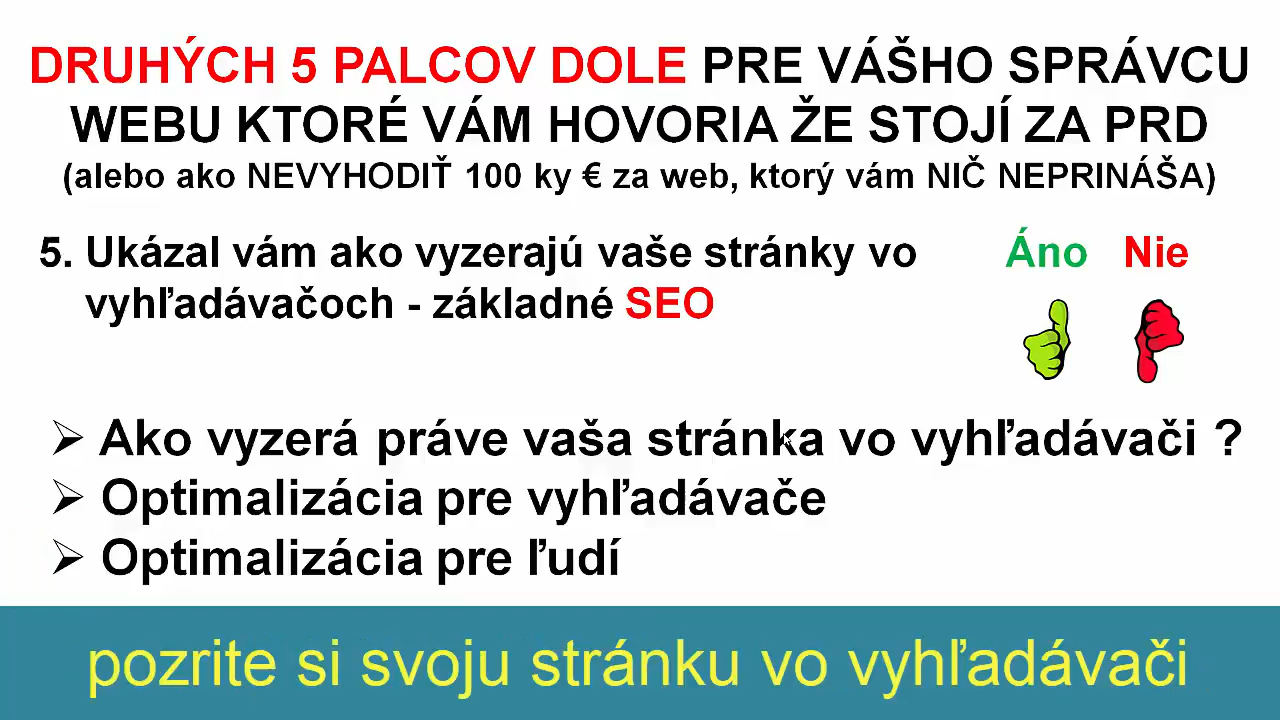 DRUHÝCH 5 PALCOV DOLE PRE VÁŠHO SPRÁVCU
WEBU KTORÉ VÁM HOVORIA ŽE STOJÍ ZA PRD
(alebo ako NEVYHODIŤ 100 ky € za web, ktorý vám NIČ NEPRINÁŠA)
5. Ukázal vám ako vyzerajú vaše stránky vo
vyhľadávačoch - základné SEO
Áno Nie
➢ Ako vyzerá práve vaša stránka vo vyhľadávači ?
➢ Optimalizácia pre vyhľadávače
➢ Optimalizácia pre ľudí
pozrite si svoju stránku vo vyhľadávači